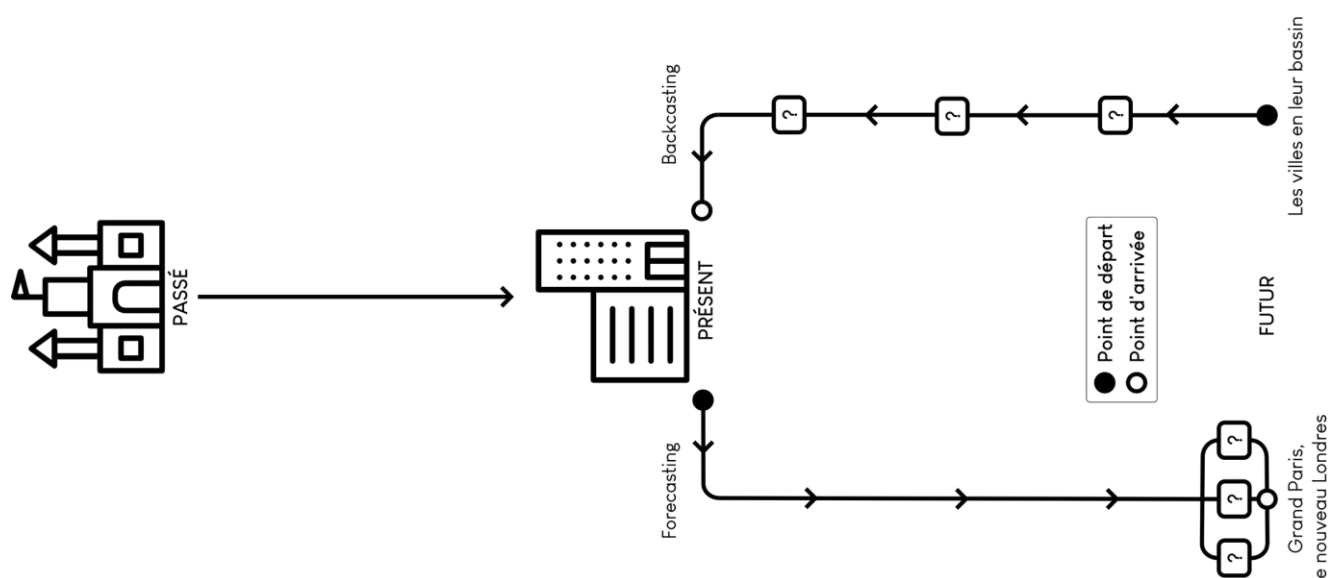 PASSÉ
Forecasting
Backcasting
PRÉSENT
?
?
?
Point de départ
Point d'arrivée
? ? ?
FUTUR
Grand Paris,
e nouveau Londres
Les villes en leur bassin